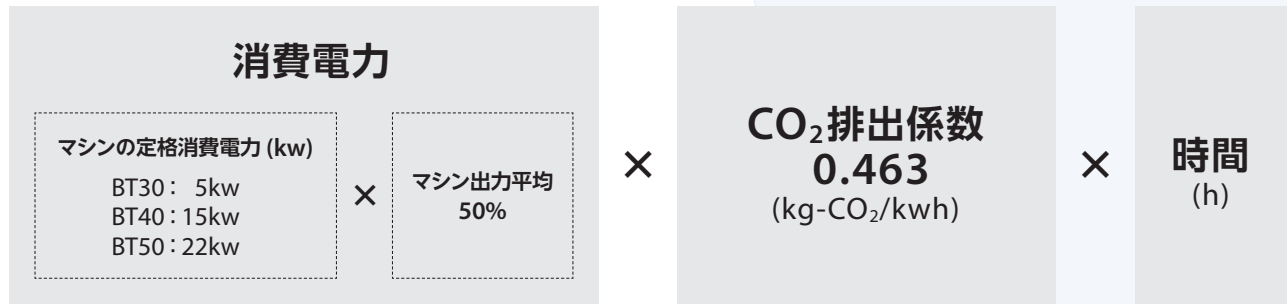 消費電力
マシンの定格消費電力 (kw)
BT30： 5kw
BT40：15kw
BT50：22kw
×
マシン出力平均
50%
×
CO₂排出係数
0.463
(kg-CO₂/kwh)
×
時間
(h)